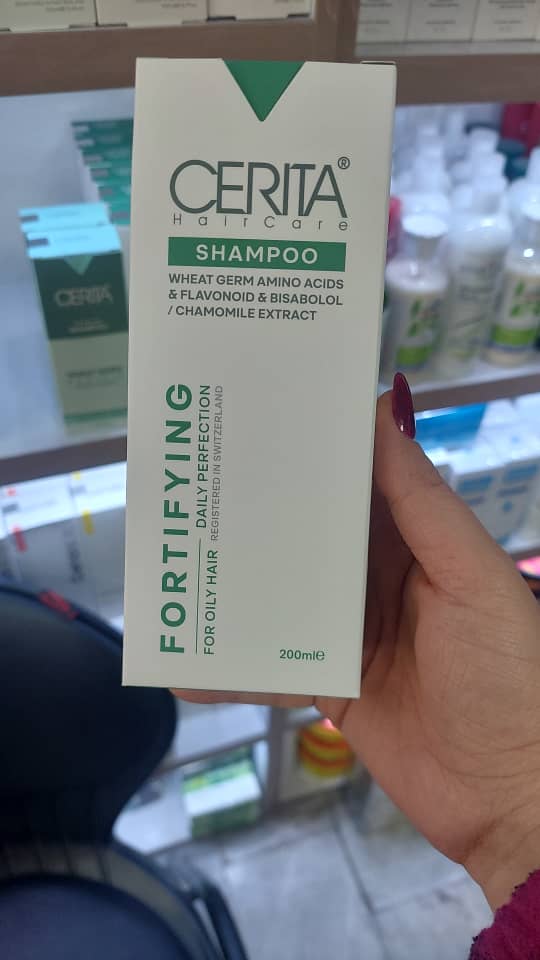 CERITA®
HairCare
SHAMPOO
WHEAT GERM AMINO ACIDS
& FLAVONOID & BISABOLOL
/ CHAMOMILE EXTRACT
FORTIFYING
FOR OILY HAIR
DAILY PERFECTION
REGISTERED IN SWITZERLAND
200ml℮
CERITA